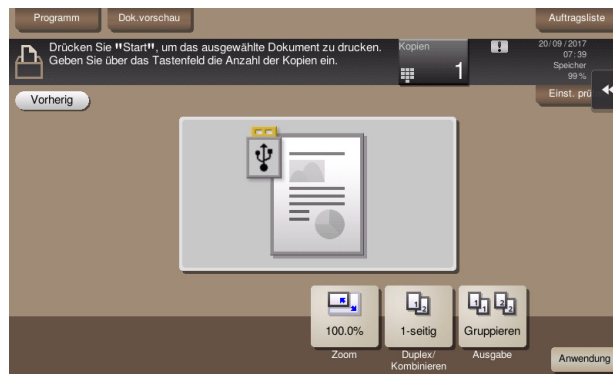 Programm
Dok.vorschau
Auftragsliste
Drücken Sie "Start", um das ausgewählte Dokument zu drucken.
Geben Sie über das Tastenfeld die Anzahl der Kopien ein.
Kopien
1
20/09/2017
07:39
Speicher
99%
Vorherig
Einst. prü
100.0%
1-seitig
Gruppieren
Zoom
Duplex/
Kombinieren
Ausgabe
Anwendung